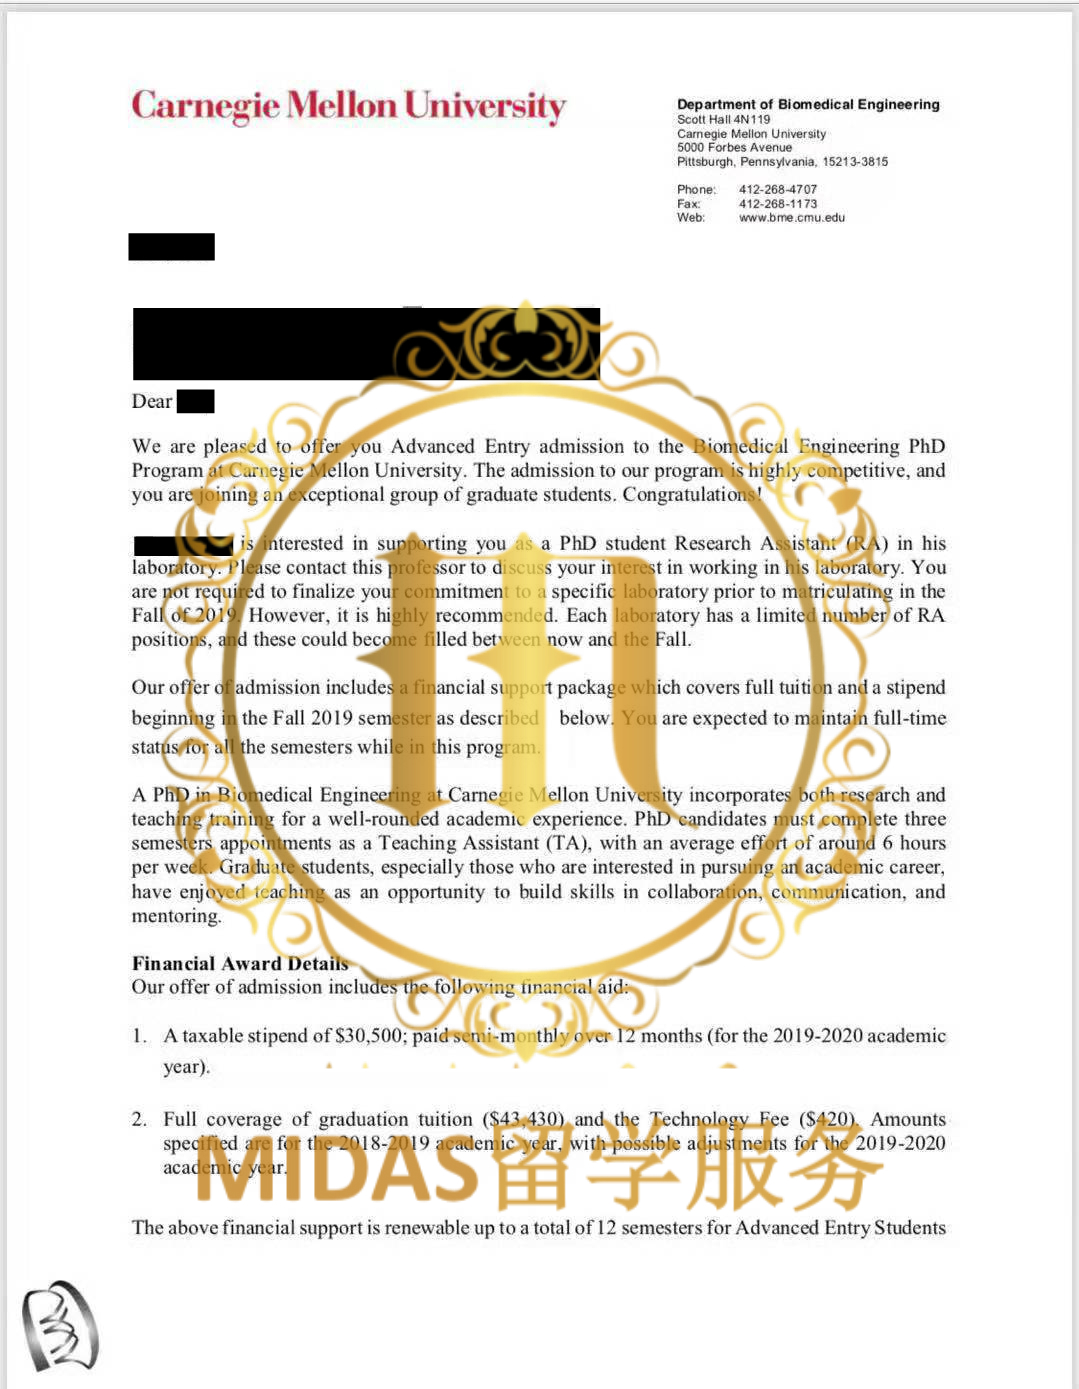 Carnegie Mellon University
Department of Biomedical Engineering
Scott Hall 4N119
Carnegie Mellon University
5000 Forbes Avenue
Pittsburgh, Pennsylvania, 15213-3815
Phone: 412-268-4707
Fax: 412-268-1173
Web: www.bme.cmu.edu
Dear
We are pleased to offer you Advanced Entry admission to the Biomedical Engineering PhD
Program at Carnegie Mellon University. The admission to our program is highly competitive, and
you are joining an exceptional group of graduate students. Congratulations!
is interested in supporting you as a PhD student Research Assistant (RA) in his
laboratory. Please contact this professor to discuss your interest in working in his laboratory. You
are not required to finalize your commitment to a specific laboratory prior to matriculating in the
Fall of 2019. However, it is highly recommended. Each laboratory has a limited number of RA
positions, and these could become filled between now and the Fall.
Our offer of admission includes a financial support package which covers full tuition and a stipend
beginning in the Fall 2019 semester as described below. You are expected to maintain full-time
status for all the semesters while in this program.
A PhD in Biomedical Engineering at Carnegie Mellon University incorporates both research and
teaching training for a well-rounded academic experience. PhD candidates must complete three
semesters appointments as a Teaching Assistant (TA), with an average effort of around 6 hours
per week. Graduate students, especially those who are interested in pursuing an academic career,
have enjoyed teaching as an opportunity to build skills in collaboration, communication, and
mentoring.
Financial Award Details
Our offer of admission includes the following financial aid:
1. A taxable stipend of $30,500; paid semi-monthly over 12 months (for the 2019-2020 academic
year).
2. Full coverage of graduation tuition ($43,430) and the Technology Fee ($420). Amounts
specified are for the 2018-2019 academic year, with possible adjustments for the 2019-2020
academic year.
MIDAS留学服务
The above financial support is renewable up to a total of 12 semesters for Advanced Entry Students